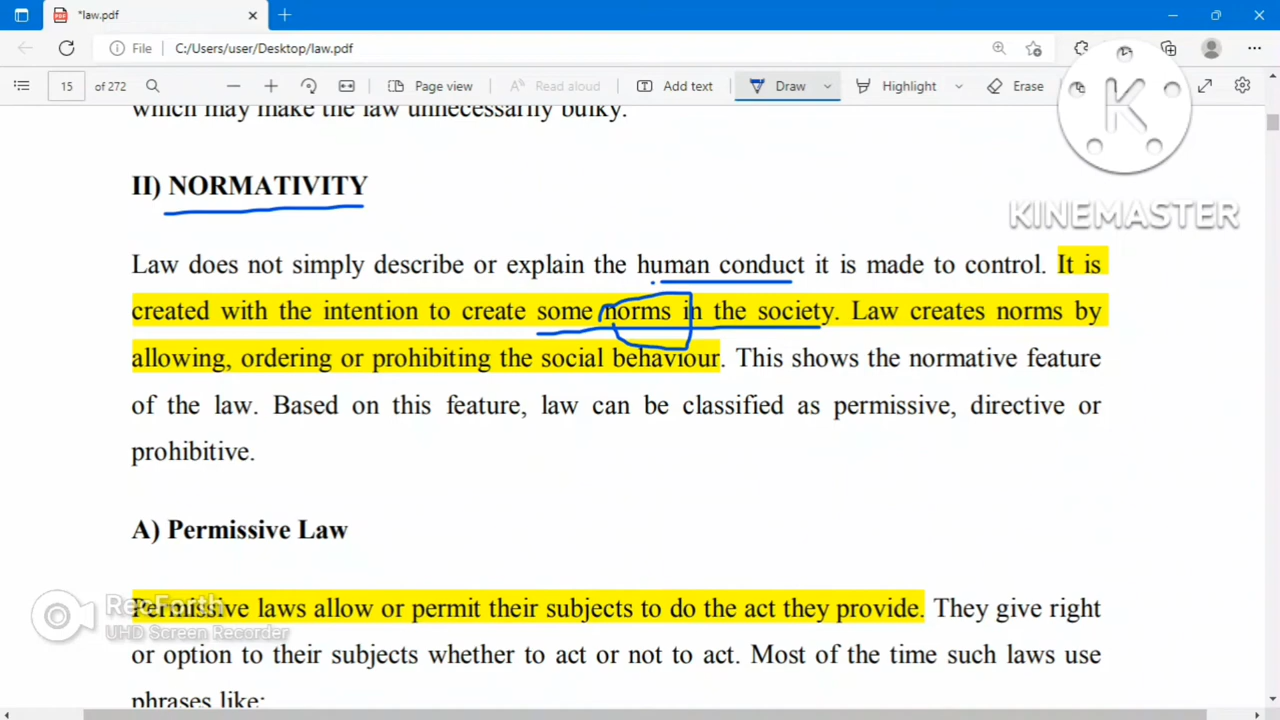 *law.pdf
File C:/Users/user/Desktop/law.pdf
15 of 272 Page view Read aloud Add text Draw Highlight Erase
which may make the law unnecessarily bulky.
KINEMASTER
II) NORMATIVITY
Law does not simply describe or explain the human conduct it is made to control. It is
created with the intention to create some norms in the society. Law creates norms by
allowing, ordering or prohibiting the social behaviour. This shows the normative feature
of the law. Based on this feature, law can be classified as permissive, directive or
prohibitive.
A) Permissive Law
Permissive laws allow or permit their subjects to do the act they provide. They give right
RecForth
UHD Screen Recorder
or option to their subjects whether to act or not to act. Most of the time such laws use
phrases like: